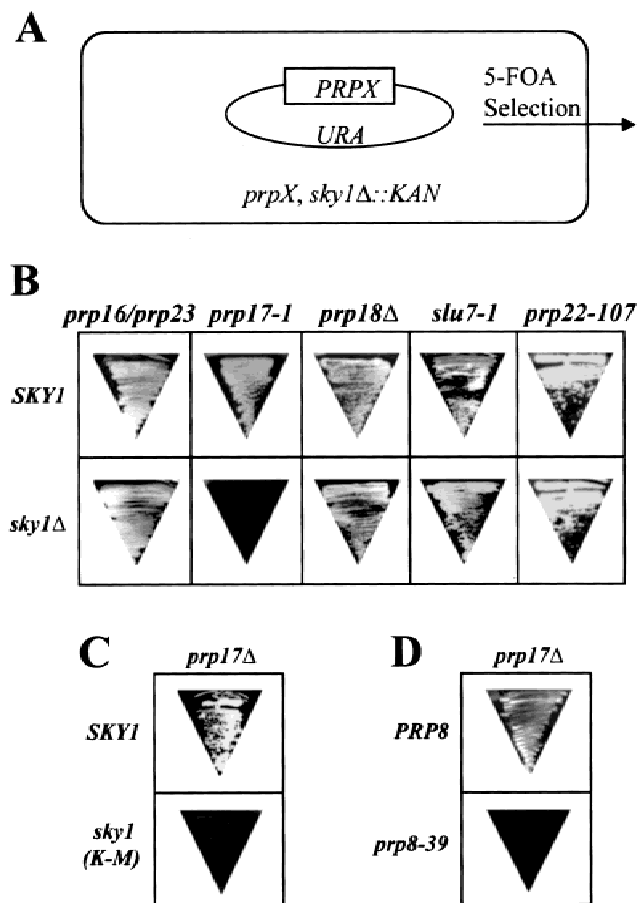 A
PRPX
URA
5-FOA
Selection
prpX, sky1Δ::KAN
B
prp16/prp23 prp17-1 prp18Δ slu7-1 prp22-107
SKY1
sky1Δ
C
prp17Δ
SKY1
sky1
(K-M)
D
prp17Δ
PRP8
prp8-39